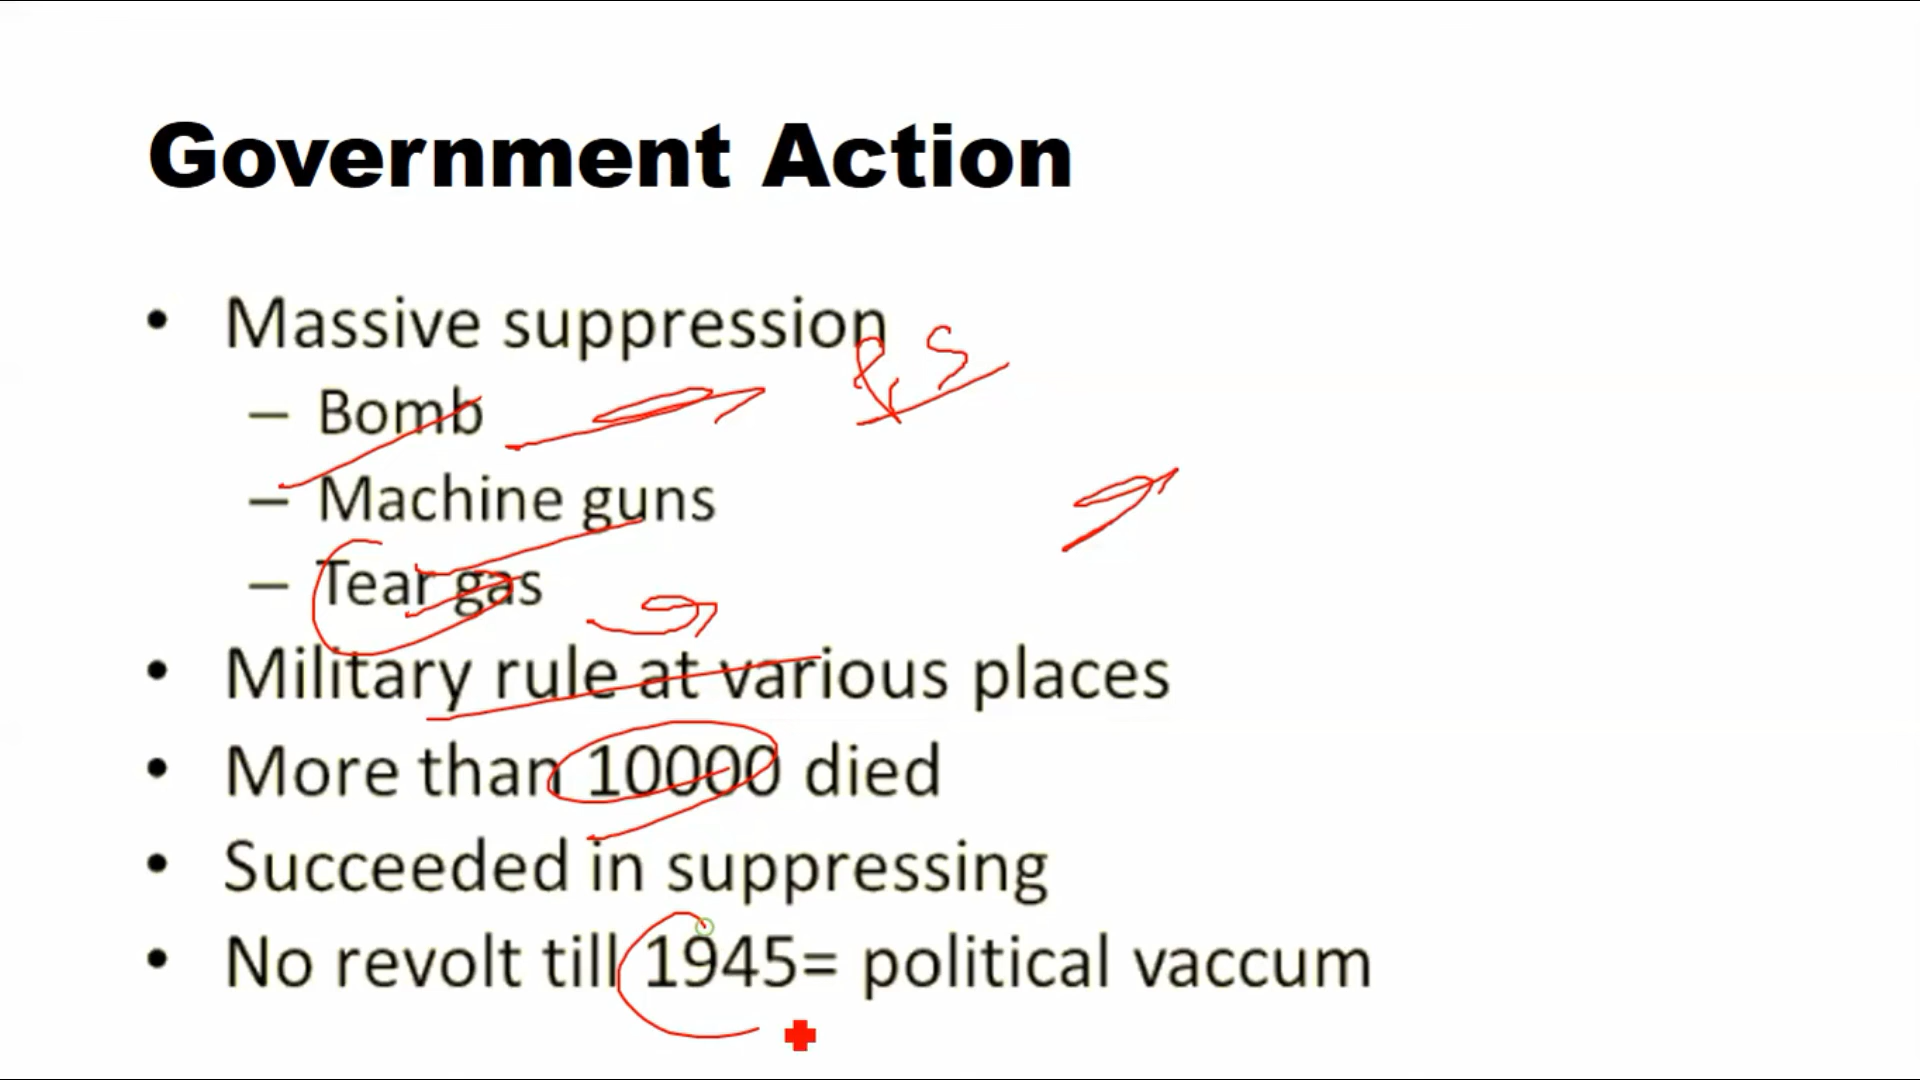 Government Action
• Massive suppression
– Bomb
– Machine guns
– Tear gas
• Military rule at various places
• More than 10000 died
• Succeeded in suppressing
• No revolt till 1945= political vaccum